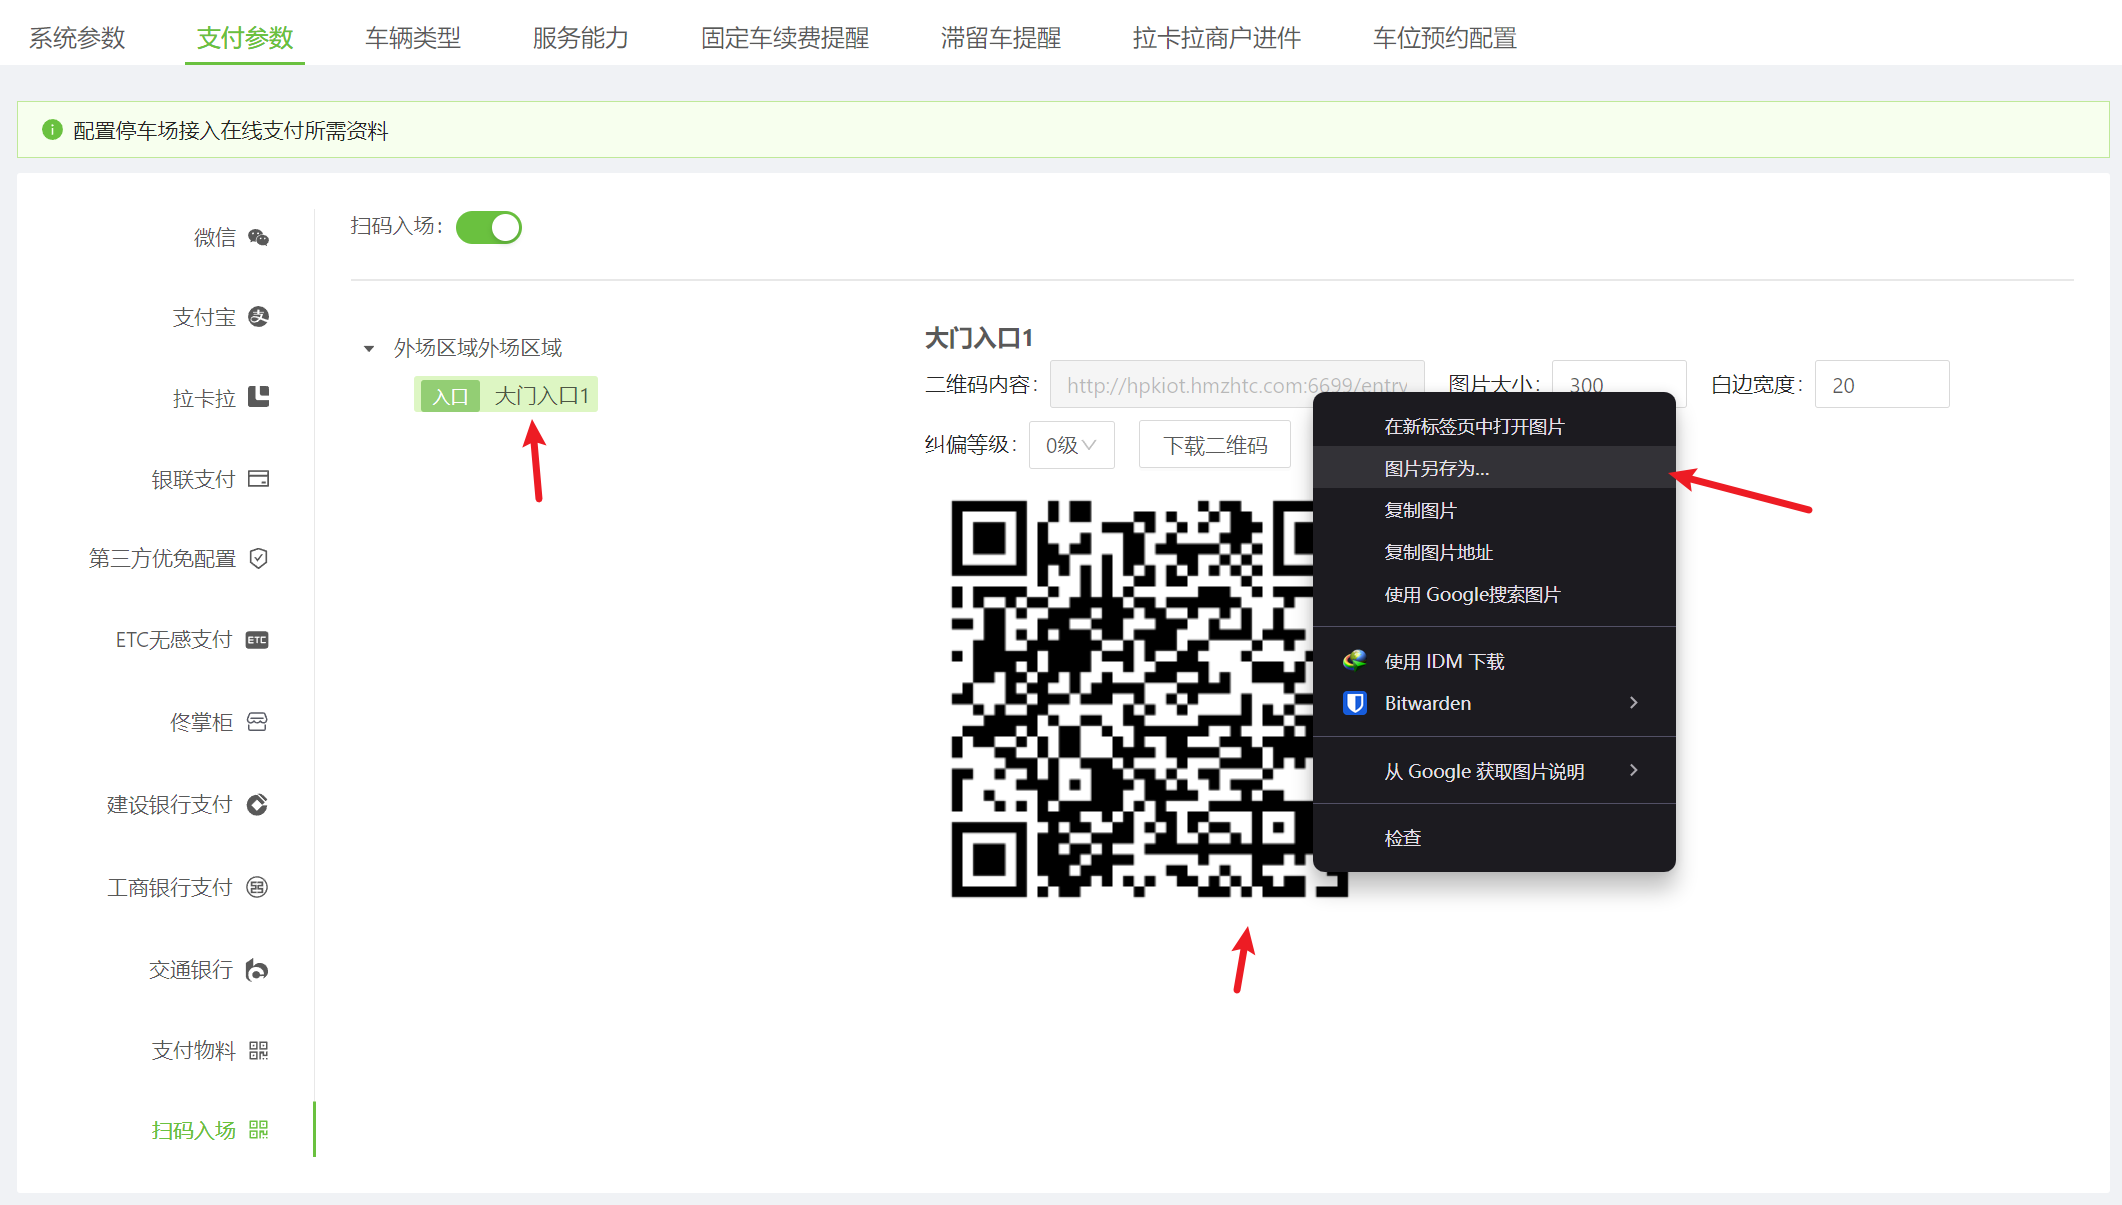 系统参数
支付参数
车辆类型
服务能力
固定车续费提醒
滞留车提醒
拉卡拉商户进件
车位预约配置
配置停车场接入在线支付所需资料
微信
支付宝
拉卡拉
银联支付
第三方优免配置
ETC无感支付
ETC
佟掌柜
建设银行支付
工商银行支付
交通银行
支付物料
扫码入场
扫码入场：
外场区域外场区域
入口 大门入口1
大门入口1
二维码内容： http://hpkiot.hmzhtc.com:6699/entry 图片大小： 300 白边宽度： 20
纠偏等级： 0级 下载二维码
在新标签页中打开图片
图片另存为...
复制图片
复制图片地址
使用 Google搜索图片
使用 IDM 下载
Bitwarden
从 Google 获取图片说明
检查